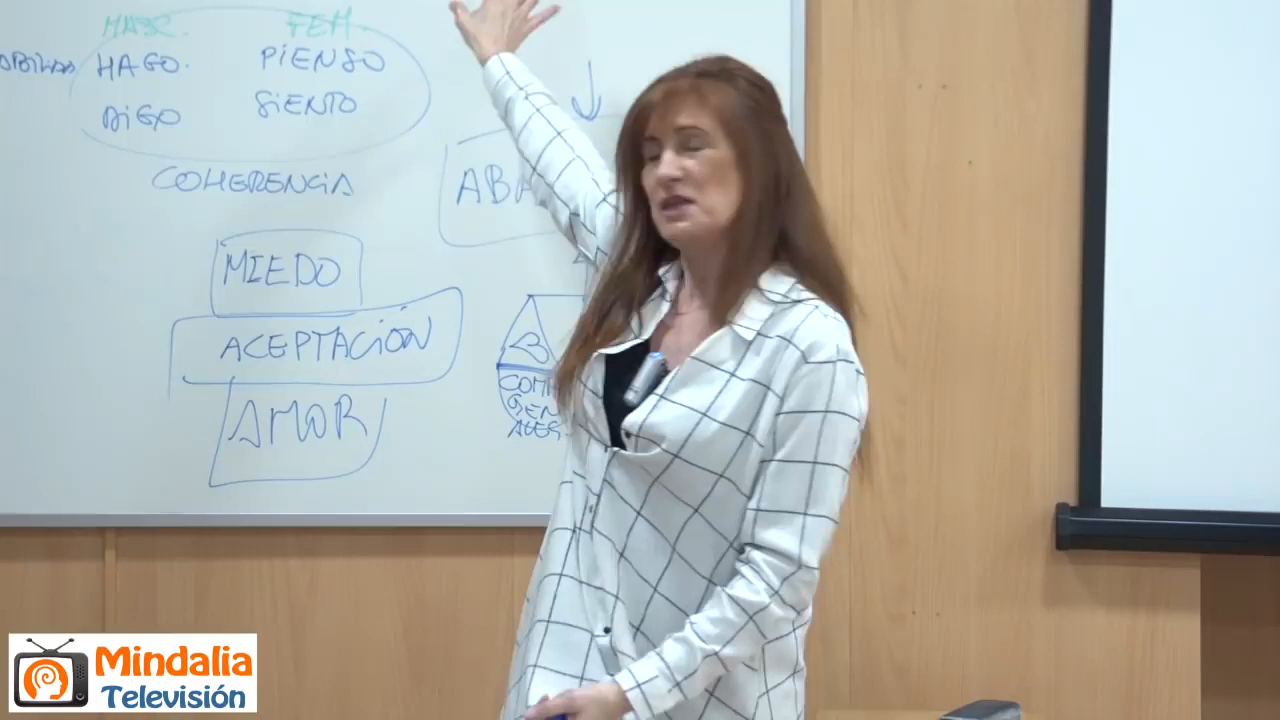 MASC. FEM.
HAGO. PIENSO
DIGO SIENTO
COHERENCIA
MIEDO
ACEPTACIÓN
AMOR
Mindalia
Televisión